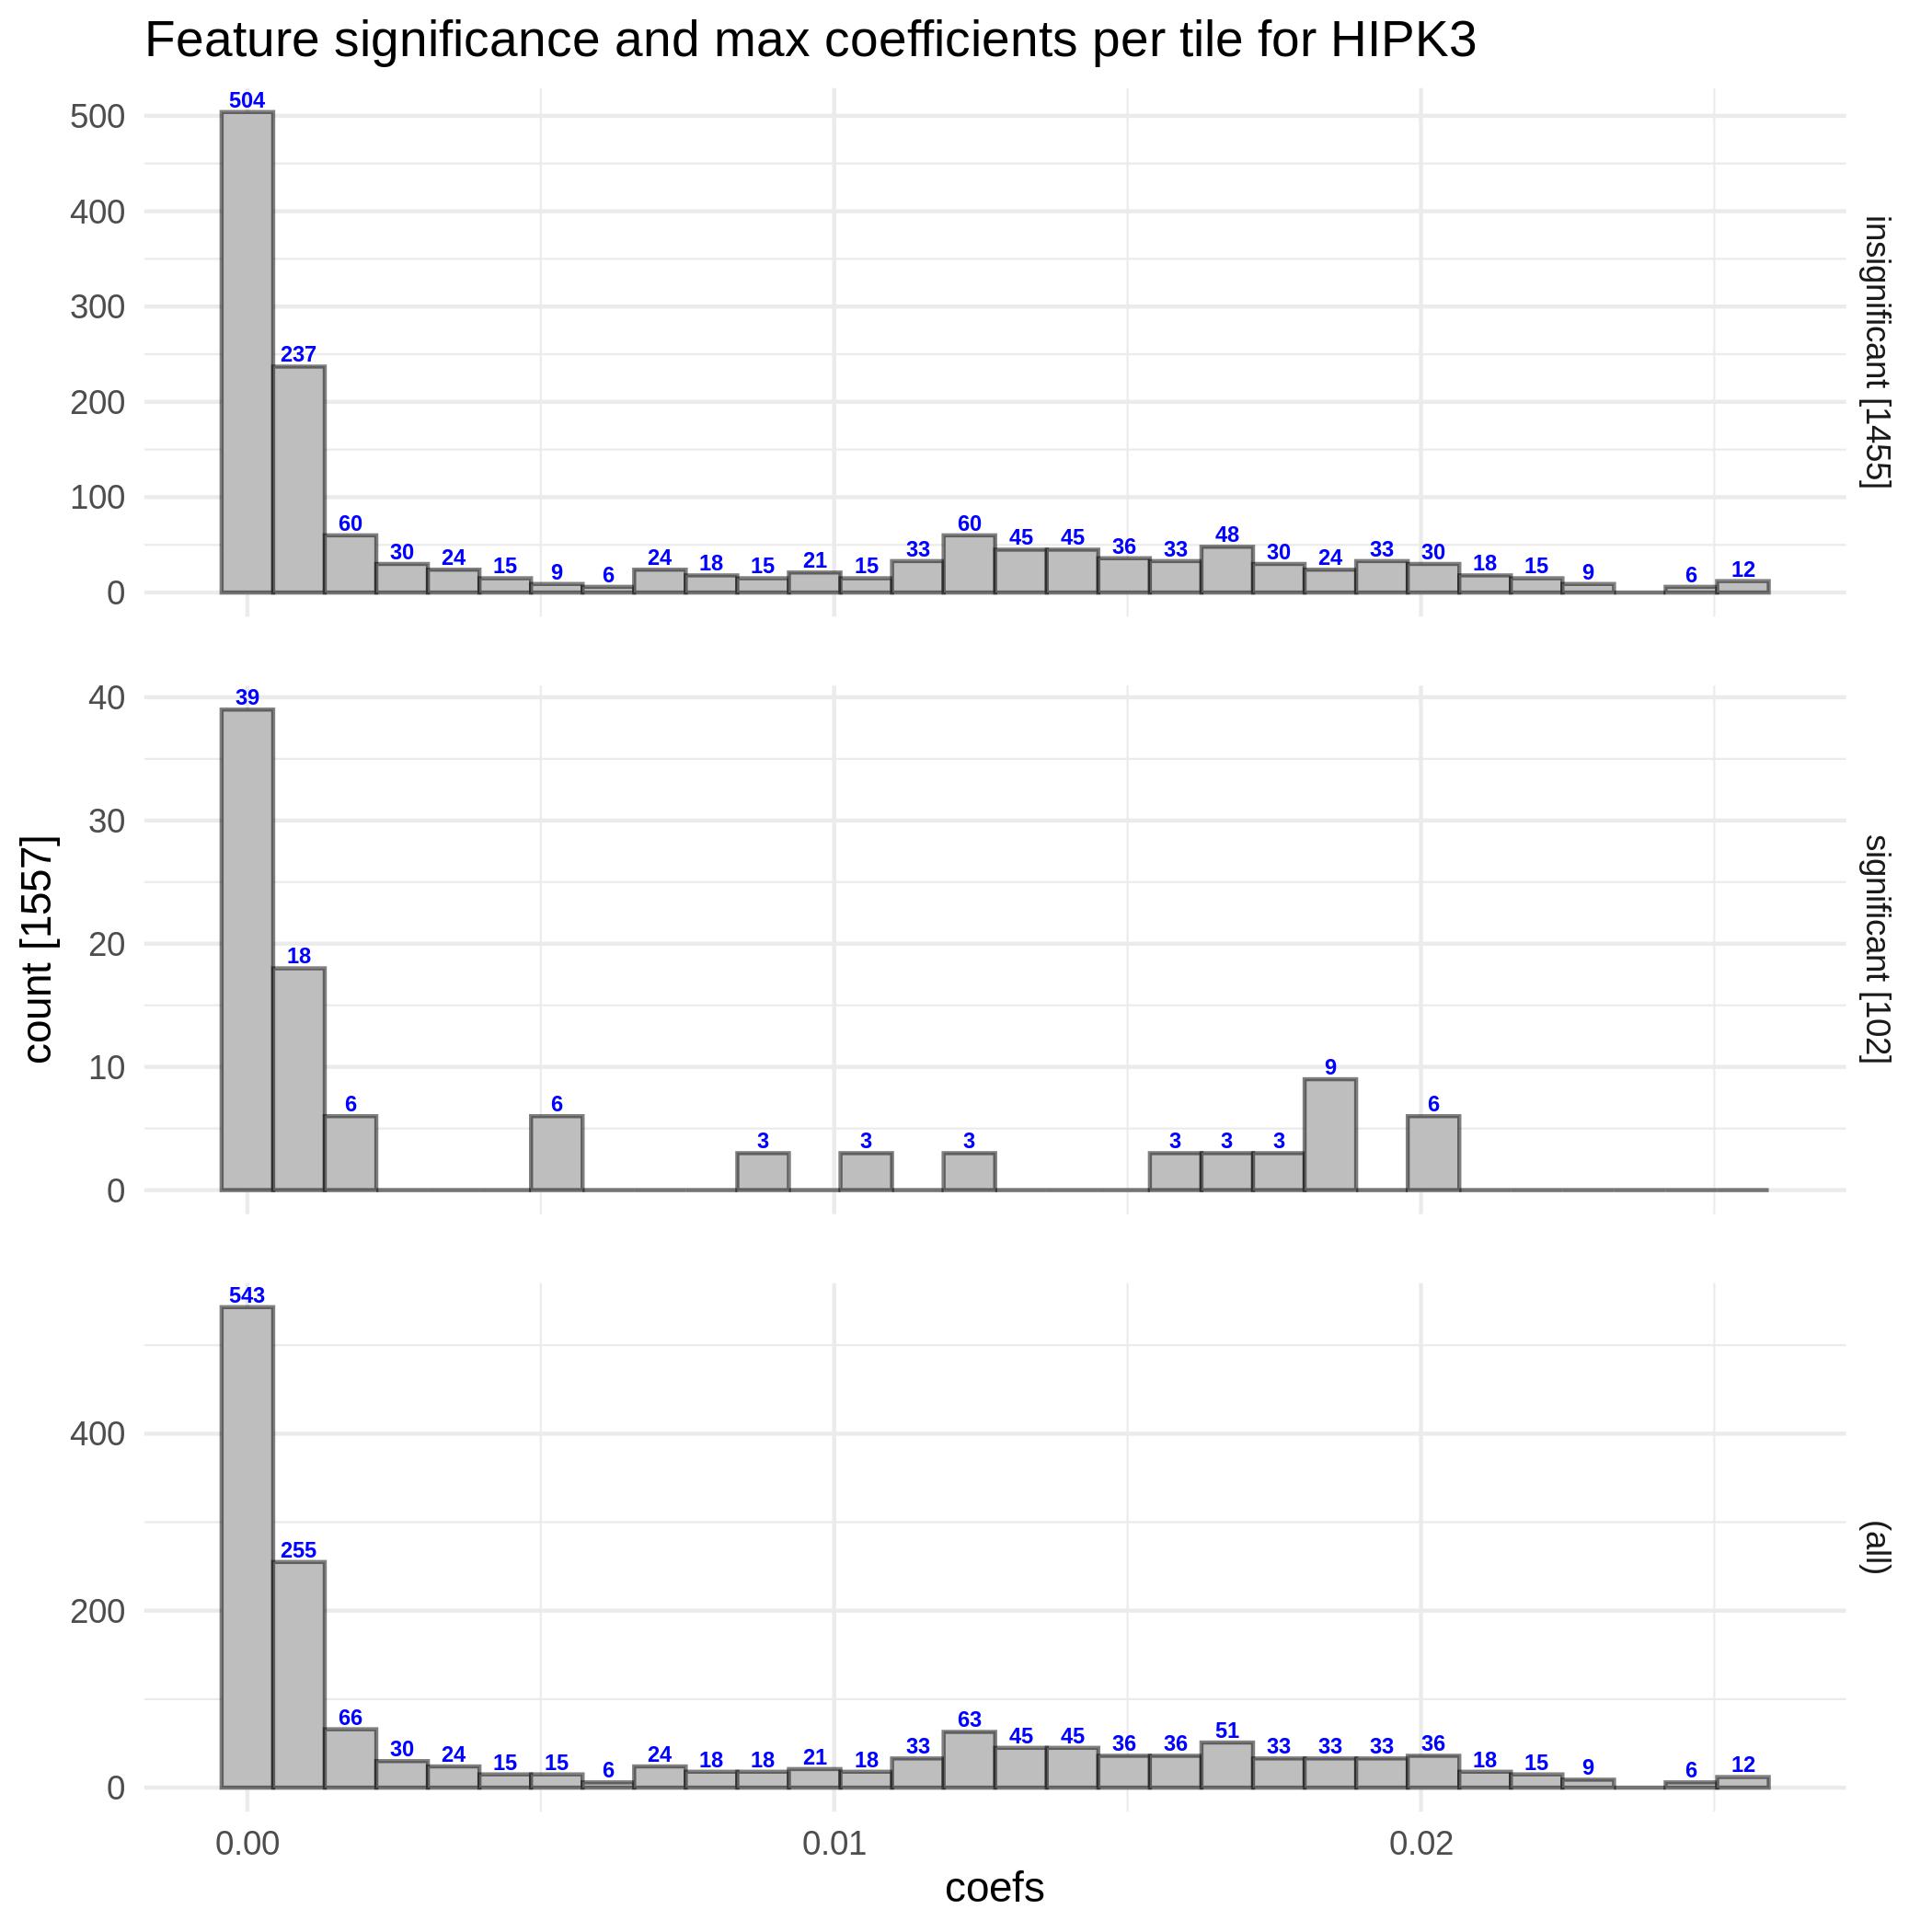 Feature significance and max coefficients per tile for HIPK3
504
500
400
300
237
200
100
60 30 24 15 9 6 24 18 15 21 15 33 60 45 45 36 33 48 30 24 33 30 18 15 9 6 12
0
insignificant [1455]
40
39
30
20
18
10
6 6 3 3 3 3 3 3 9 6
0
significant [102]
count [1557]
543
400
255
200
66 30 24 15 15 6 24 18 18 21 18 33 63 45 45 36 36 51 33 33 33 36 18 15 9 6 12
0
(all)
0.00 0.01 0.02
coefs